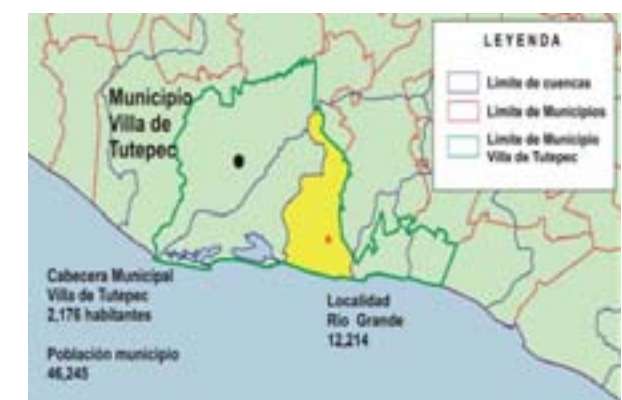 LEYENDA
Limite de cuencas
Limite de Municipios
Limite de Municipio
Villa de Tutepec
Municipio
Villa de
Tutepec
Cabecera Municipal
Villa de Tutepec
2,176 habitantes
Población municipio
46,245
Localidad
Rio Grande
12,214